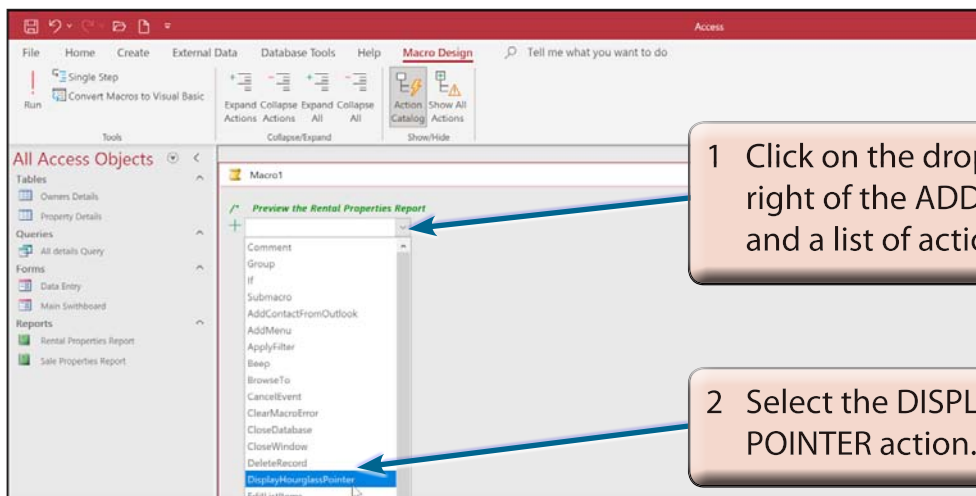 Access
File Home Create External Data Database Tools Help Macro Design Tell me what you want to do
Run
Single Step
Convert Macros to Visual Basic
Tools
Expand Collapse Expand Collapse
Actions Actions All All
Collapse/Expand
Action Show All
Catalog Actions
Show/Hide
All Access Objects
Tables
Owners Details
Property Details
Queries
All details Query
Forms
Data Entry
Main Swithboard
Reports
Rental Properties Report
Sale Properties Report
Macro1
/* Preview the Rental Properties Report
Comment
Group
If
Submacro
AddContactFromOutlook
AddMenu
ApplyFilter
Beep
BrowseTo
CancelEvent
ClearMacroError
CloseDatabase
CloseWindow
DeleteRecord
DisplayHourglassPointer
EditListItems
1 Click on the drop
right of the ADD
and a list of actio
2 Select the DISPL
POINTER action.